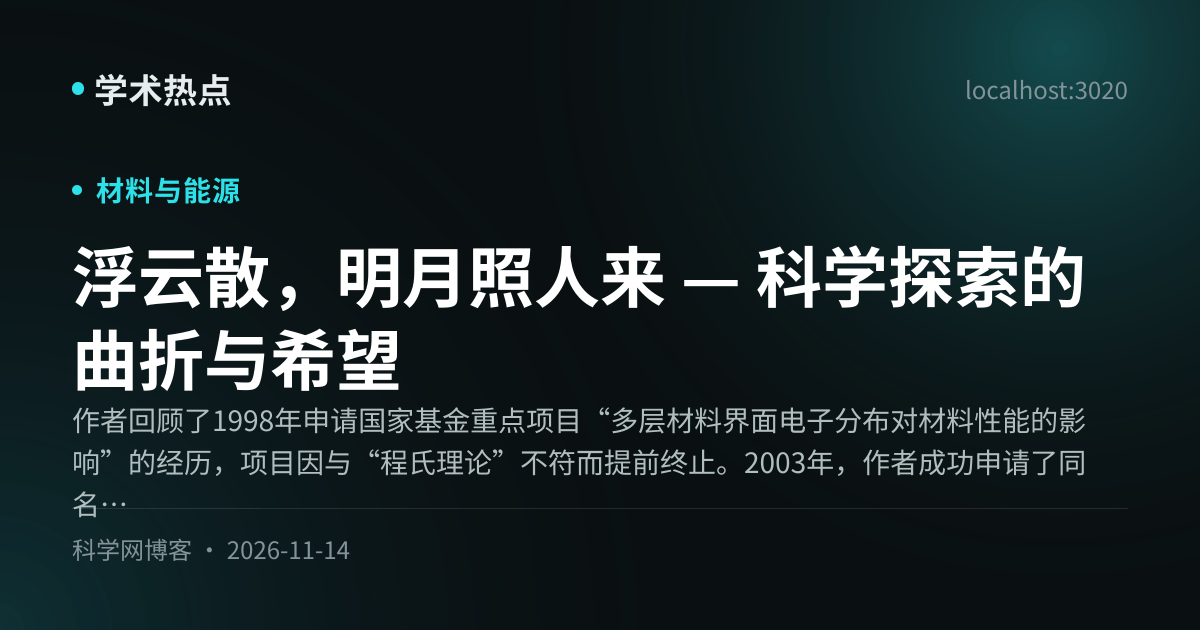 学术热点
localhost:3020
材料与能源
浮云散，明月照人来 — 科学探索的
曲折与希望
作者回顾了1998年申请国家基金重点项目“多层材料界面电子分布对材料性能的影
响”的经历，项目因与“程氏理论”不符而提前终止。2003年，作者成功申请了同
名…
科学网博客 • 2026-11-14